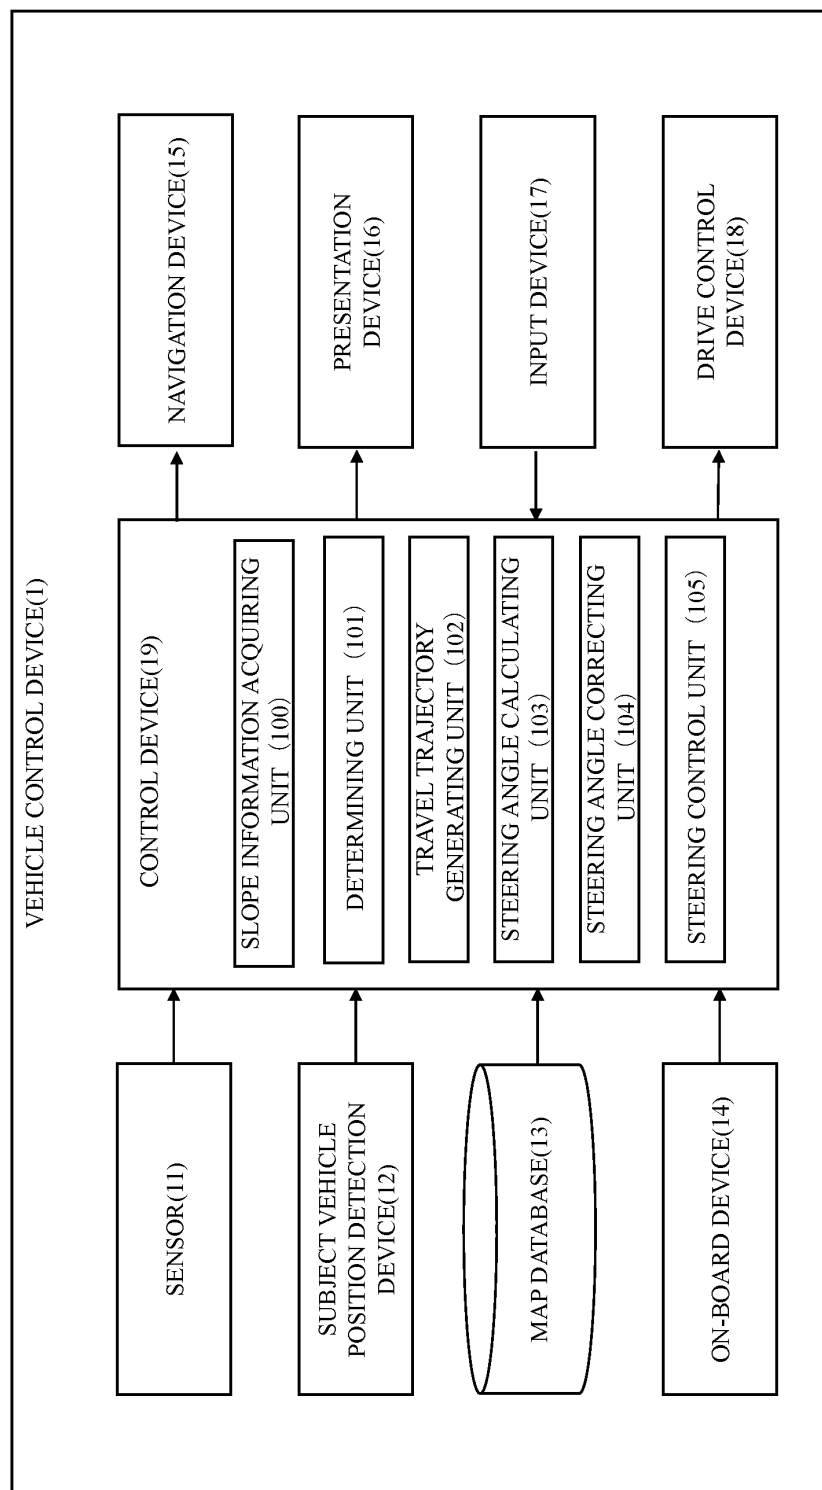 VEHICLE CONTROL DEVICE(1)
SENSOR(11)
SUBJECT VEHICLE
POSITION DETECTION
DEVICE(12)
MAP DATABASE(13)
ON-BOARD DEVICE(14)
CONTROL DEVICE(19)
SLOPE INFORMATION ACQUIRING
UNIT（100）
DETERMINING UNIT（101）
TRAVEL TRAJECTORY
GENERATING UNIT（102）
STEERING ANGLE CALCULATING
UNIT（103）
STEERING ANGLE CORRECTING
UNIT（104）
STEERING CONTROL UNIT（105）
NAVIGATION DEVICE(15)
PRESENTATION
DEVICE(16)
INPUT DEVICE(17)
DRIVE CONTROL
DEVICE(18)